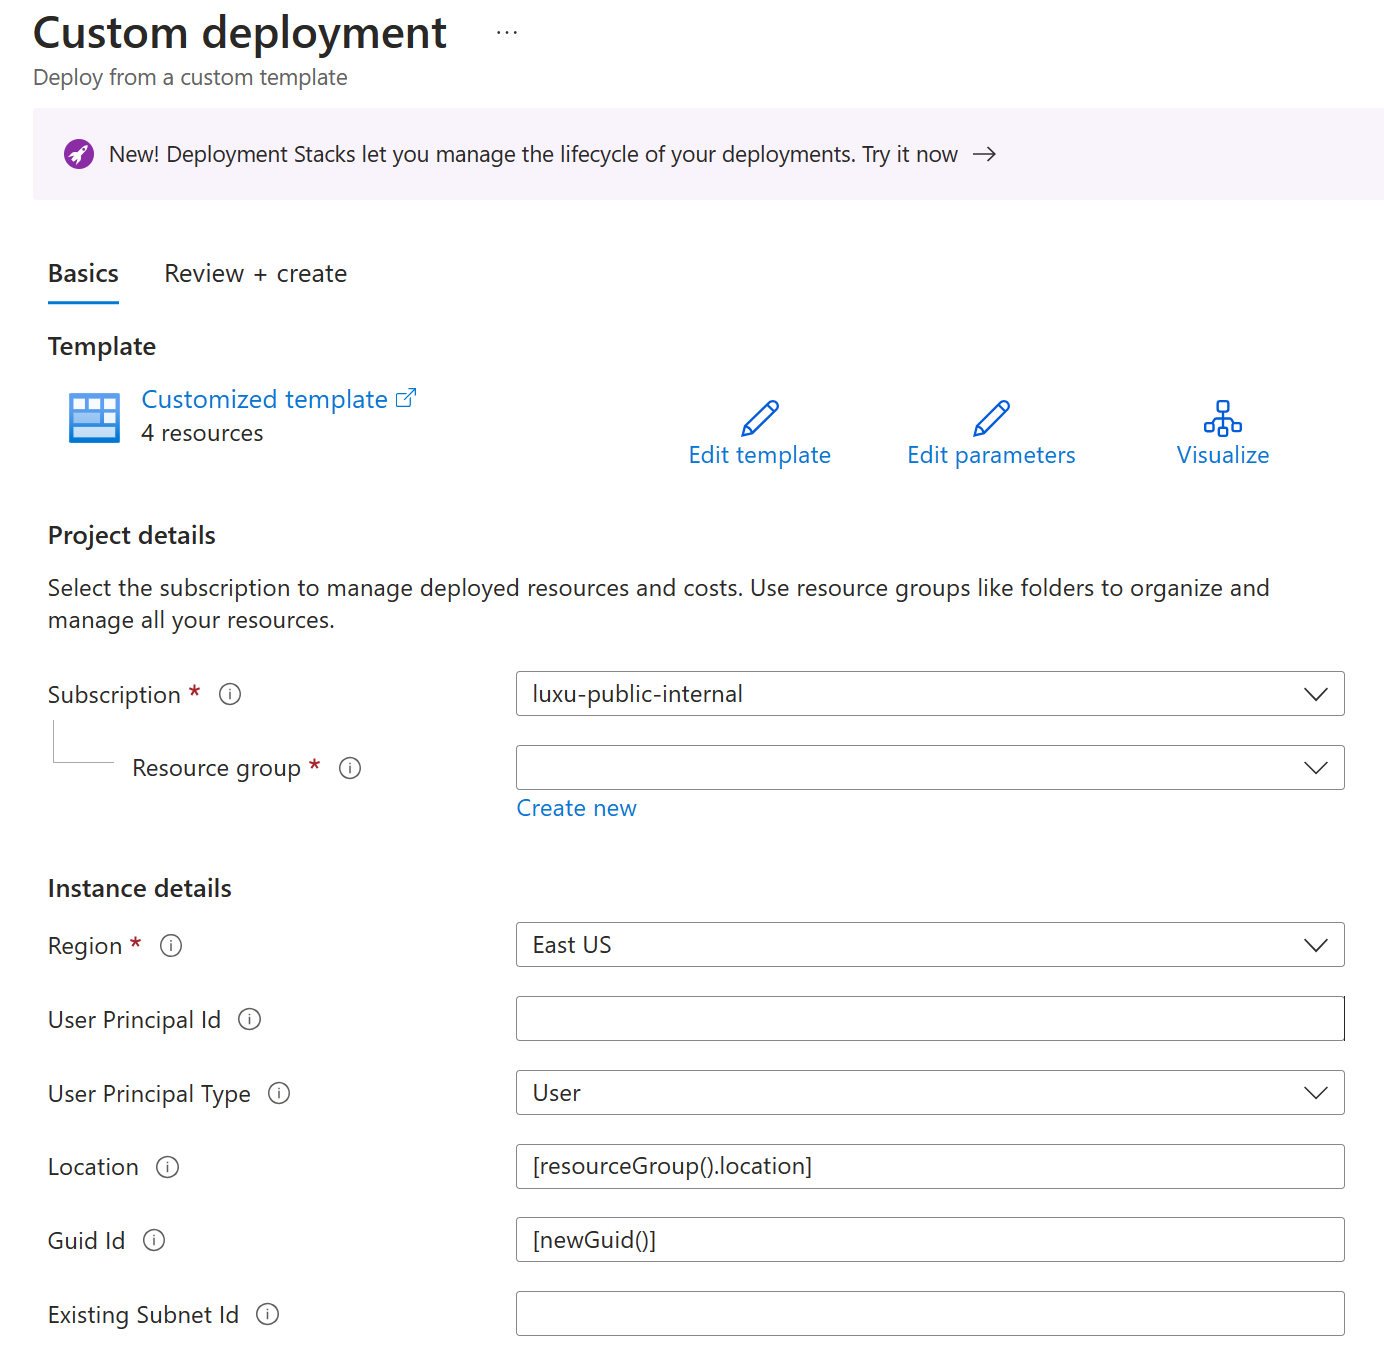 Custom deployment ...
Deploy from a custom template
New! Deployment Stacks let you manage the lifecycle of your deployments. Try it now →
Basics Review + create
Template
Customized template
4 resources
Edit template Edit parameters Visualize
Project details
Select the subscription to manage deployed resources and costs. Use resource groups like folders to organize and
manage all your resources.
Subscription * luxu-public-internal
Resource group *
Create new
Instance details
Region * East US
User Principal Id
User Principal Type User
Location [resourceGroup().location]
Guid Id [newGuid()]
Existing Subnet Id